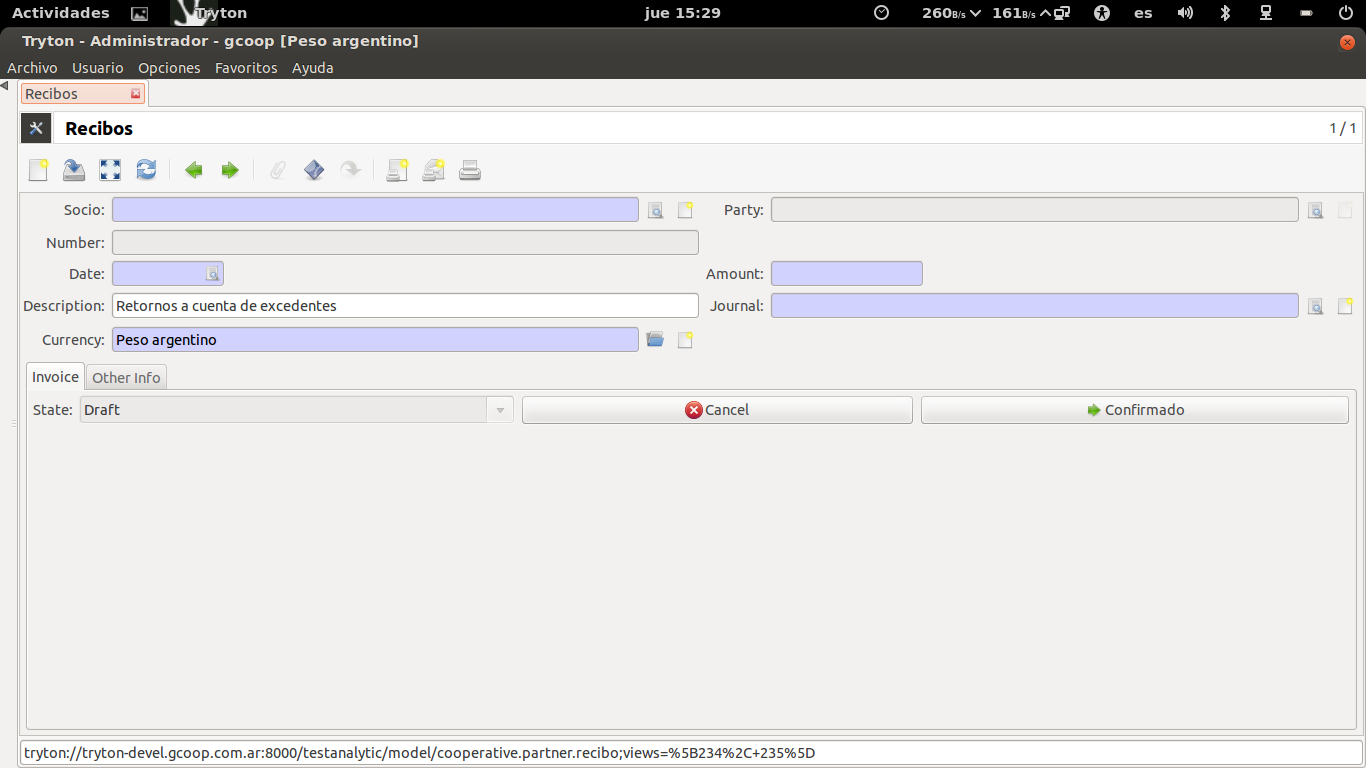 Actividades Tryton jue 15:29 260B/s 161B/s es
Tryton - Administrador - gcoop [Peso argentino]
Archivo Usuario Opciones Favoritos Ayuda
Recibos
Recibos 1 / 1
Socio: Party:
Number:
Date: Amount:
Description: Retornos a cuenta de excedentes Journal:
Currency: Peso argentino
Invoice Other Info
State: Draft Cancel Confirmado
tryton://tryton-devel.gcoop.com.ar:8000/testanalytic/model/cooperative.partner.recibo;views=%5B234%2C+235%5D